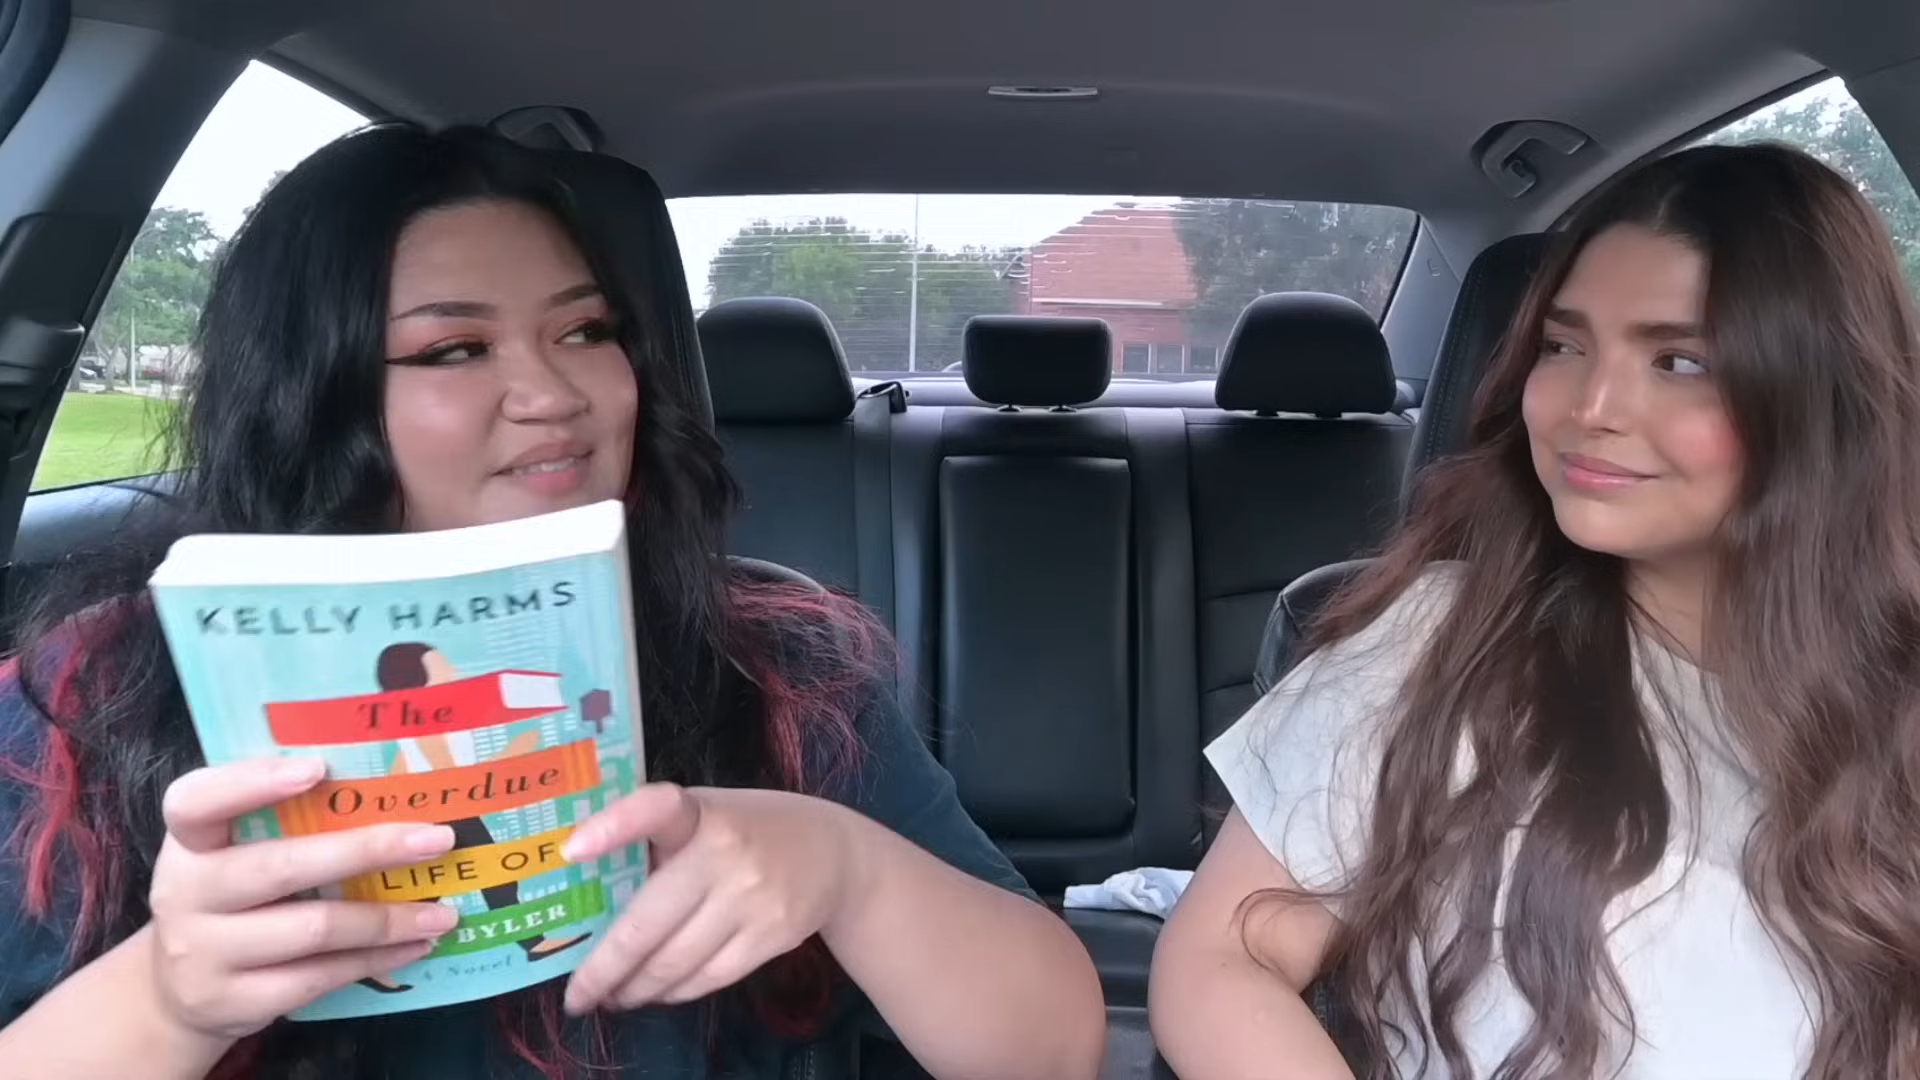 KELLY HARMS
The
Overdue
LIFE OF
BYLER
A Novel